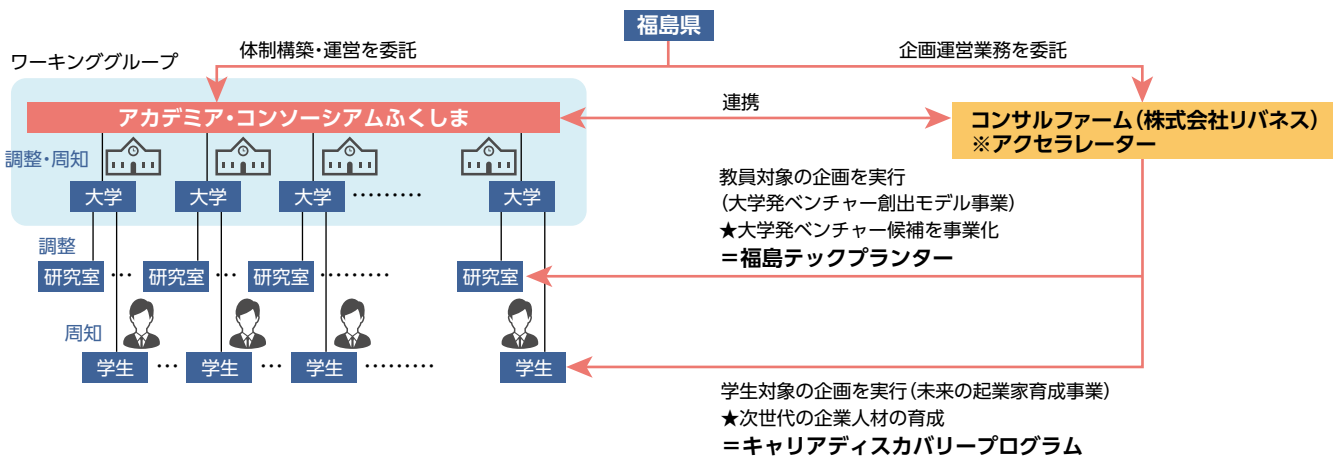 福島県
体制構築・運営を委託
企画運営業務を委託
ワーキンググループ
アカデミア・コンソーシアムふくしま
連携
コンサルファーム（株式会社リバネス）
※アクセラレーター
調整・周知
大学 大学 大学 ……… 大学
教員対象の企画を実行
（大学発ベンチャー創出モデル事業）
★大学発ベンチャー候補を事業化
＝福島テックプランター
調整
研究室 … 研究室 … 研究室 ……… 研究室
周知
学生 … 学生 … 学生 ……… 学生
学生対象の企画を実行（未来の起業家育成事業）
★次世代の企業人材の育成
＝キャリアディスカバリープログラム